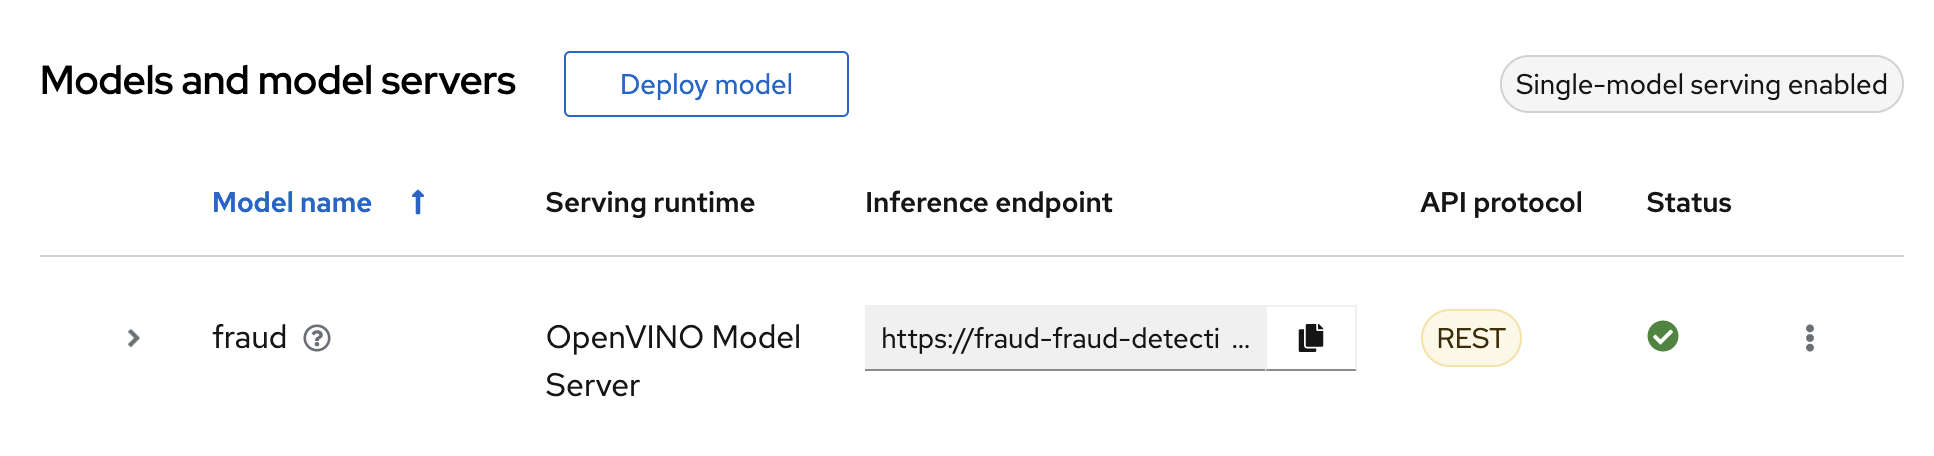 Models and model servers
Deploy model
Single-model serving enabled
Model name
Serving runtime
Inference endpoint
API protocol
Status
fraud
OpenVINO Model
Server
https://fraud-fraud-detecti ...
REST